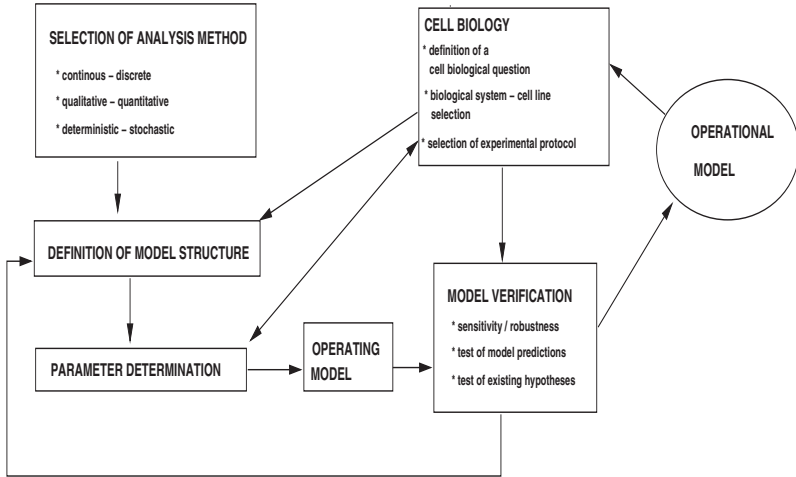 SELECTION OF ANALYSIS METHOD
* continous – discrete
* qualitative – quantitative
* deterministic – stochastic
CELL BIOLOGY
* definition of a
cell biological question
* biological system – cell line
selection
* selection of experimental protocol
OPERATIONAL
MODEL
DEFINITION OF MODEL STRUCTURE
MODEL VERIFICATION
* sensitivity / robustness
* test of model predictions
* test of existing hypotheses
OPERATING
MODEL
PARAMETER DETERMINATION